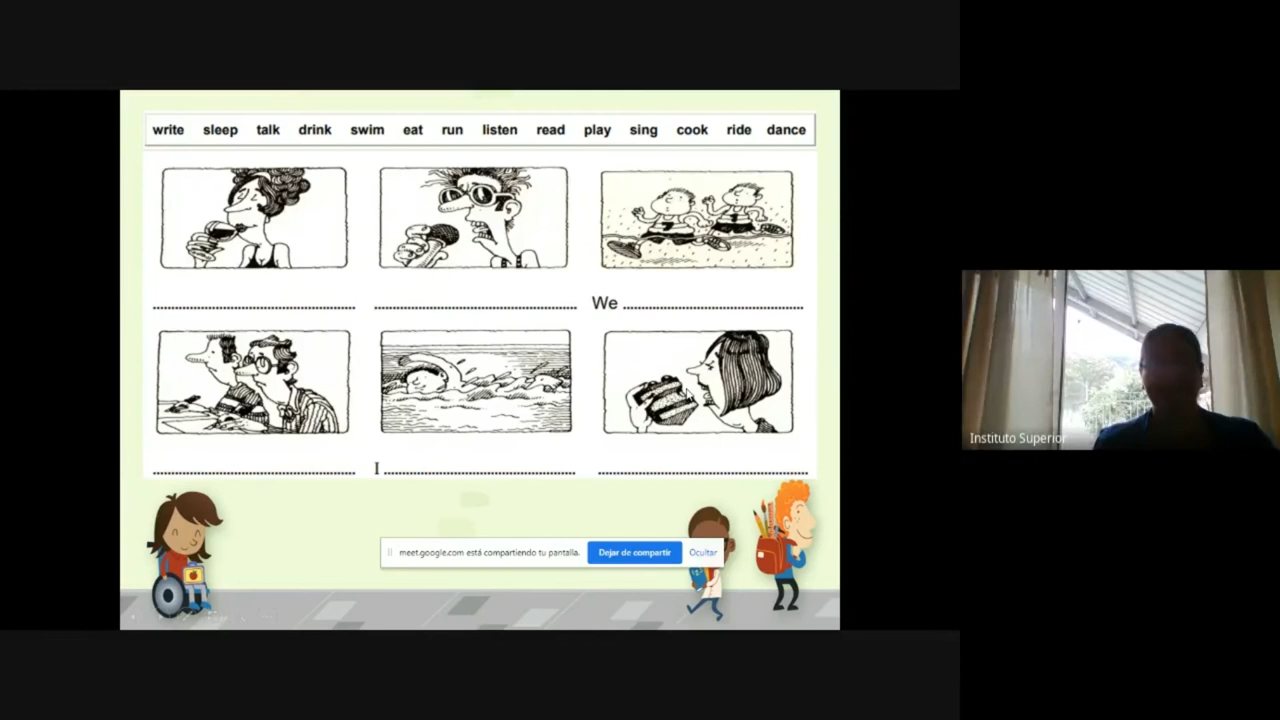 write sleep talk drink swim eat run listen read play sing cook ride dance
We
I
meet.google.com está compartiendo tu pantalla. Dejar de compartir Ocultar
Instituto Superior